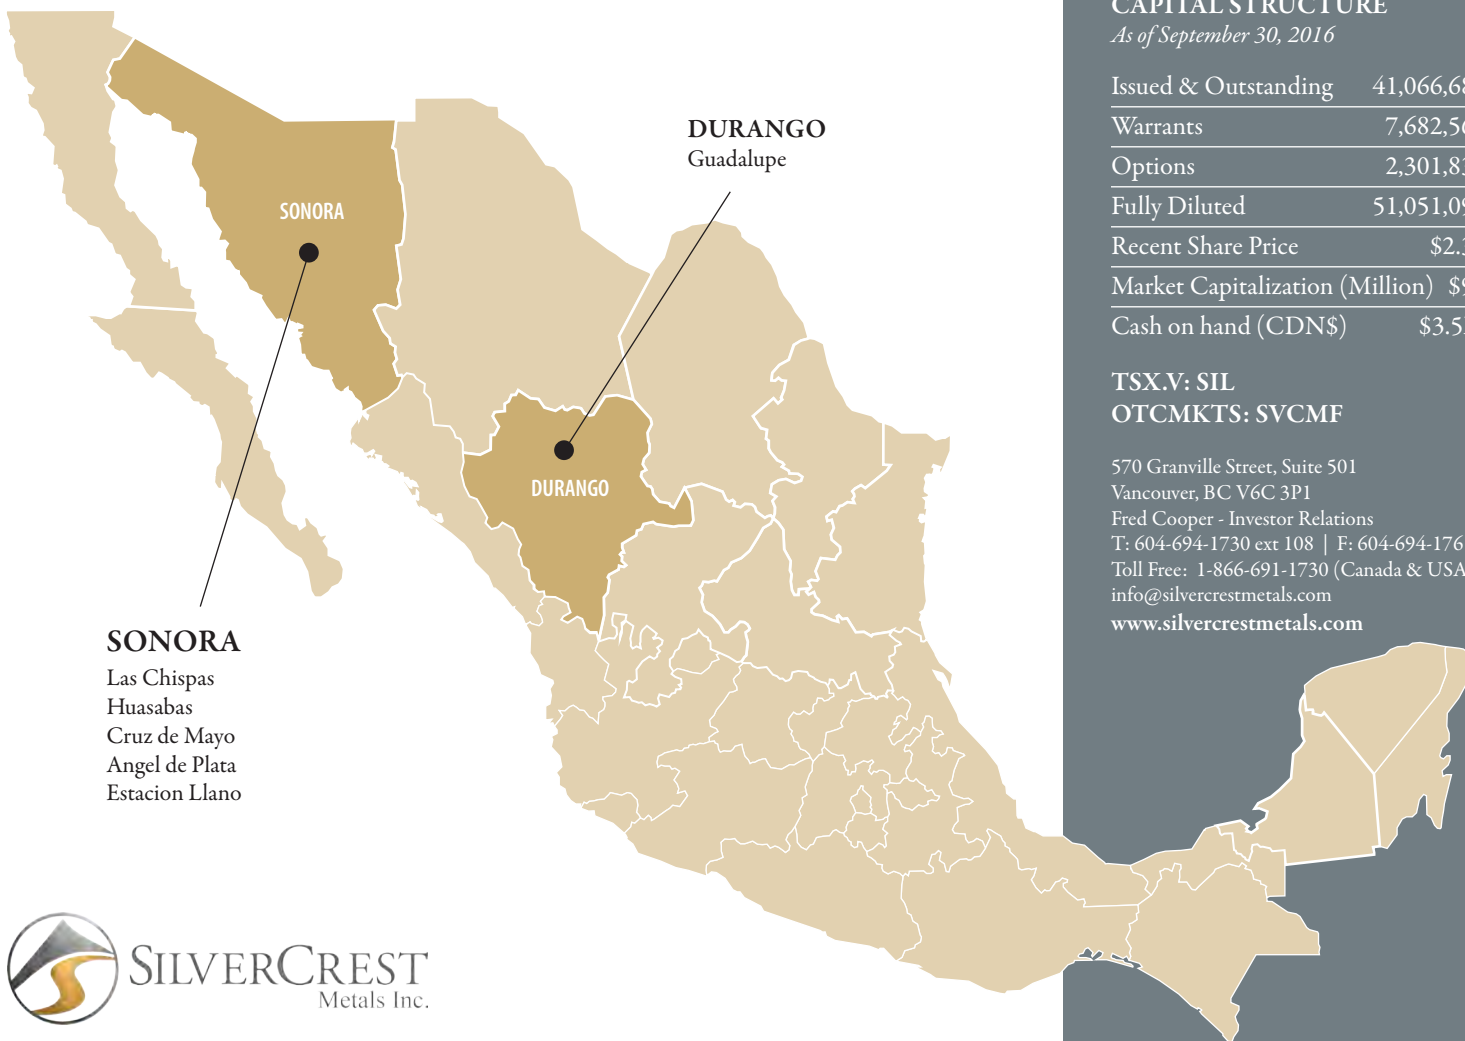 SONORA
DURANGO
Guadalupe
DURANGO
SONORA
Las Chispas
Huasabas
Cruz de Mayo
Angel de Plata
Estacion Llano
SILVERCREST
Metals Inc.
CAPITAL STRUCTURE
As of September 30, 2016
Issued & Outstanding
Warrants
Options
Fully Diluted
Recent Share Price
Market Capitalization (Million)
Cash on hand (CDN$)
TSX.V: SIL
OTCMKTS: SVCMF
570 Granville Street, Suite 501
Vancouver, BC V6C 3P1
Fred Cooper - Investor Relations
T: 604-694-1730 ext 108 | F: 604-694-176
Toll Free: 1-866-691-1730 (Canada & USA
info@silvercrestmetals.com
www.silvercrestmetals.com